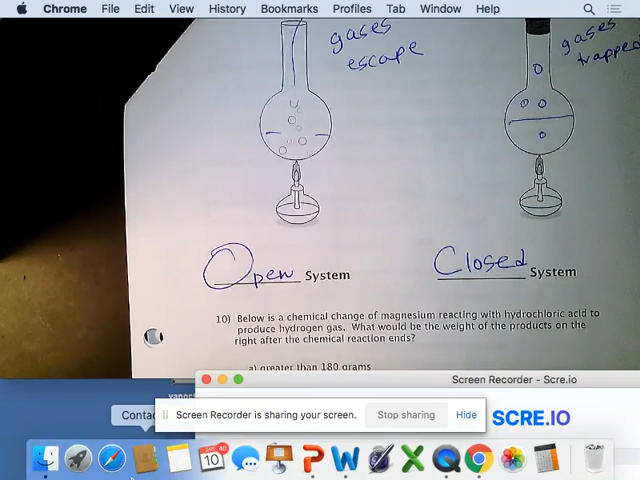 Chrome File Edit View History Bookmarks Profiles Tab Window Help
gases
escape
gases
trapped
Open System
Closed System
10) Below is a chemical change of magnesium reacting with hydrochloric acid to
produce hydrogen gas. What would be the weight of the products on the
right after the chemical reaction ends?
a) greater than 180 grams
Screen Recorder - Scre.io
Screen Recorder is sharing your screen. Stop sharing Hide
SCRE.IO
Contac
10